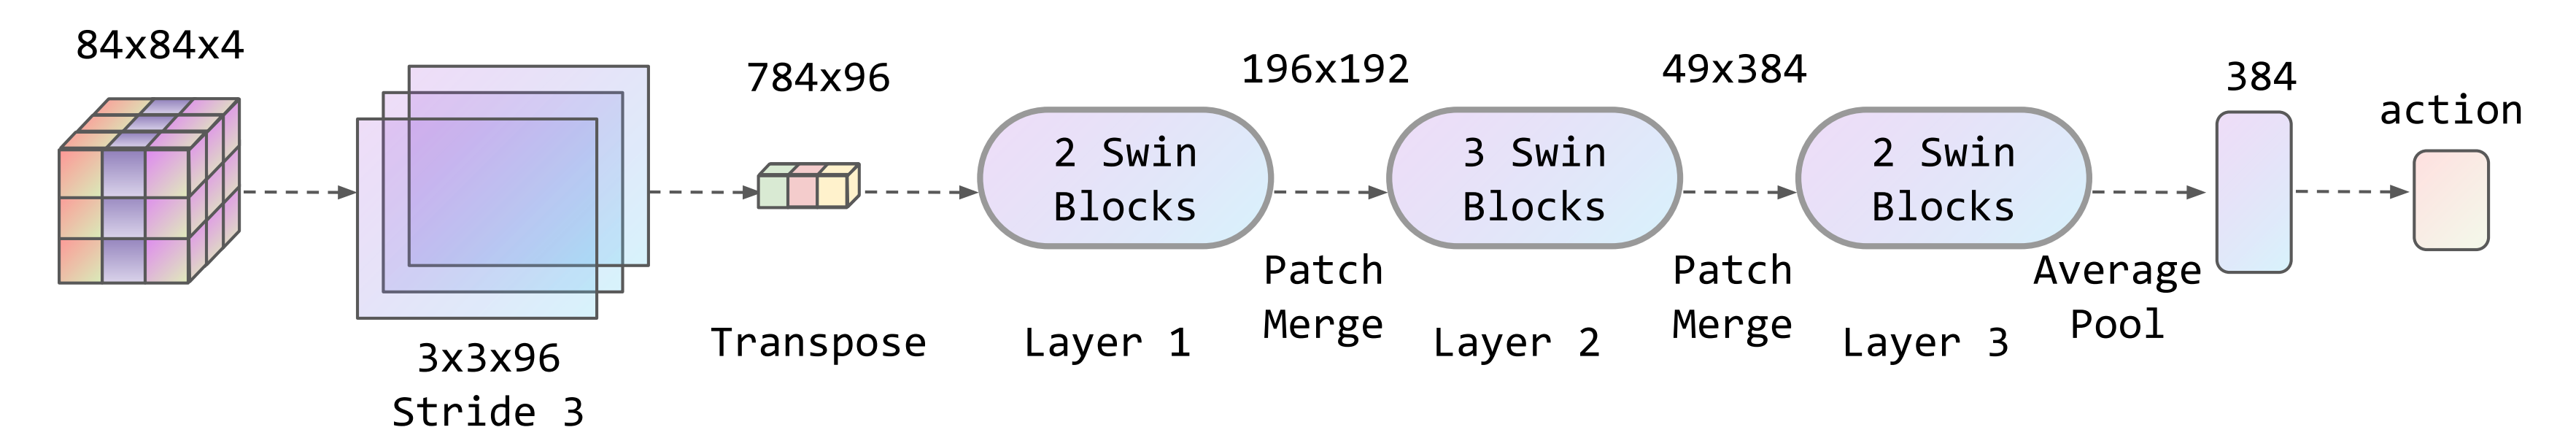 84x84x4
3x3x96
Stride 3
784x96
Transpose
2 Swin
Blocks
Layer 1
196x192
Patch
Merge
3 Swin
Blocks
Layer 2
49x384
Patch
Merge
2 Swin
Blocks
Layer 3
Average
Pool
384
action